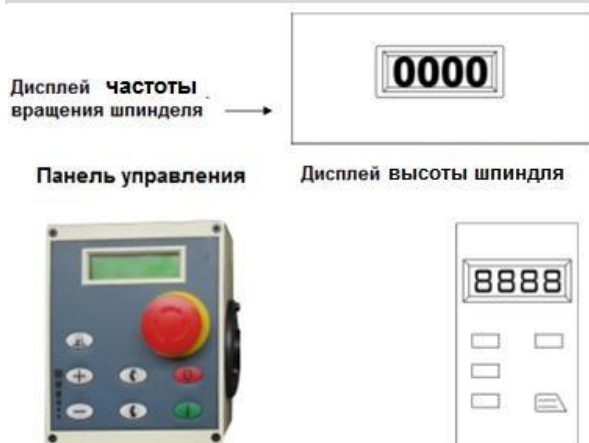 0000
Дисплей частоты
вращения шпинделя
Панель управления
Дисплей высоты шпиндля
8888